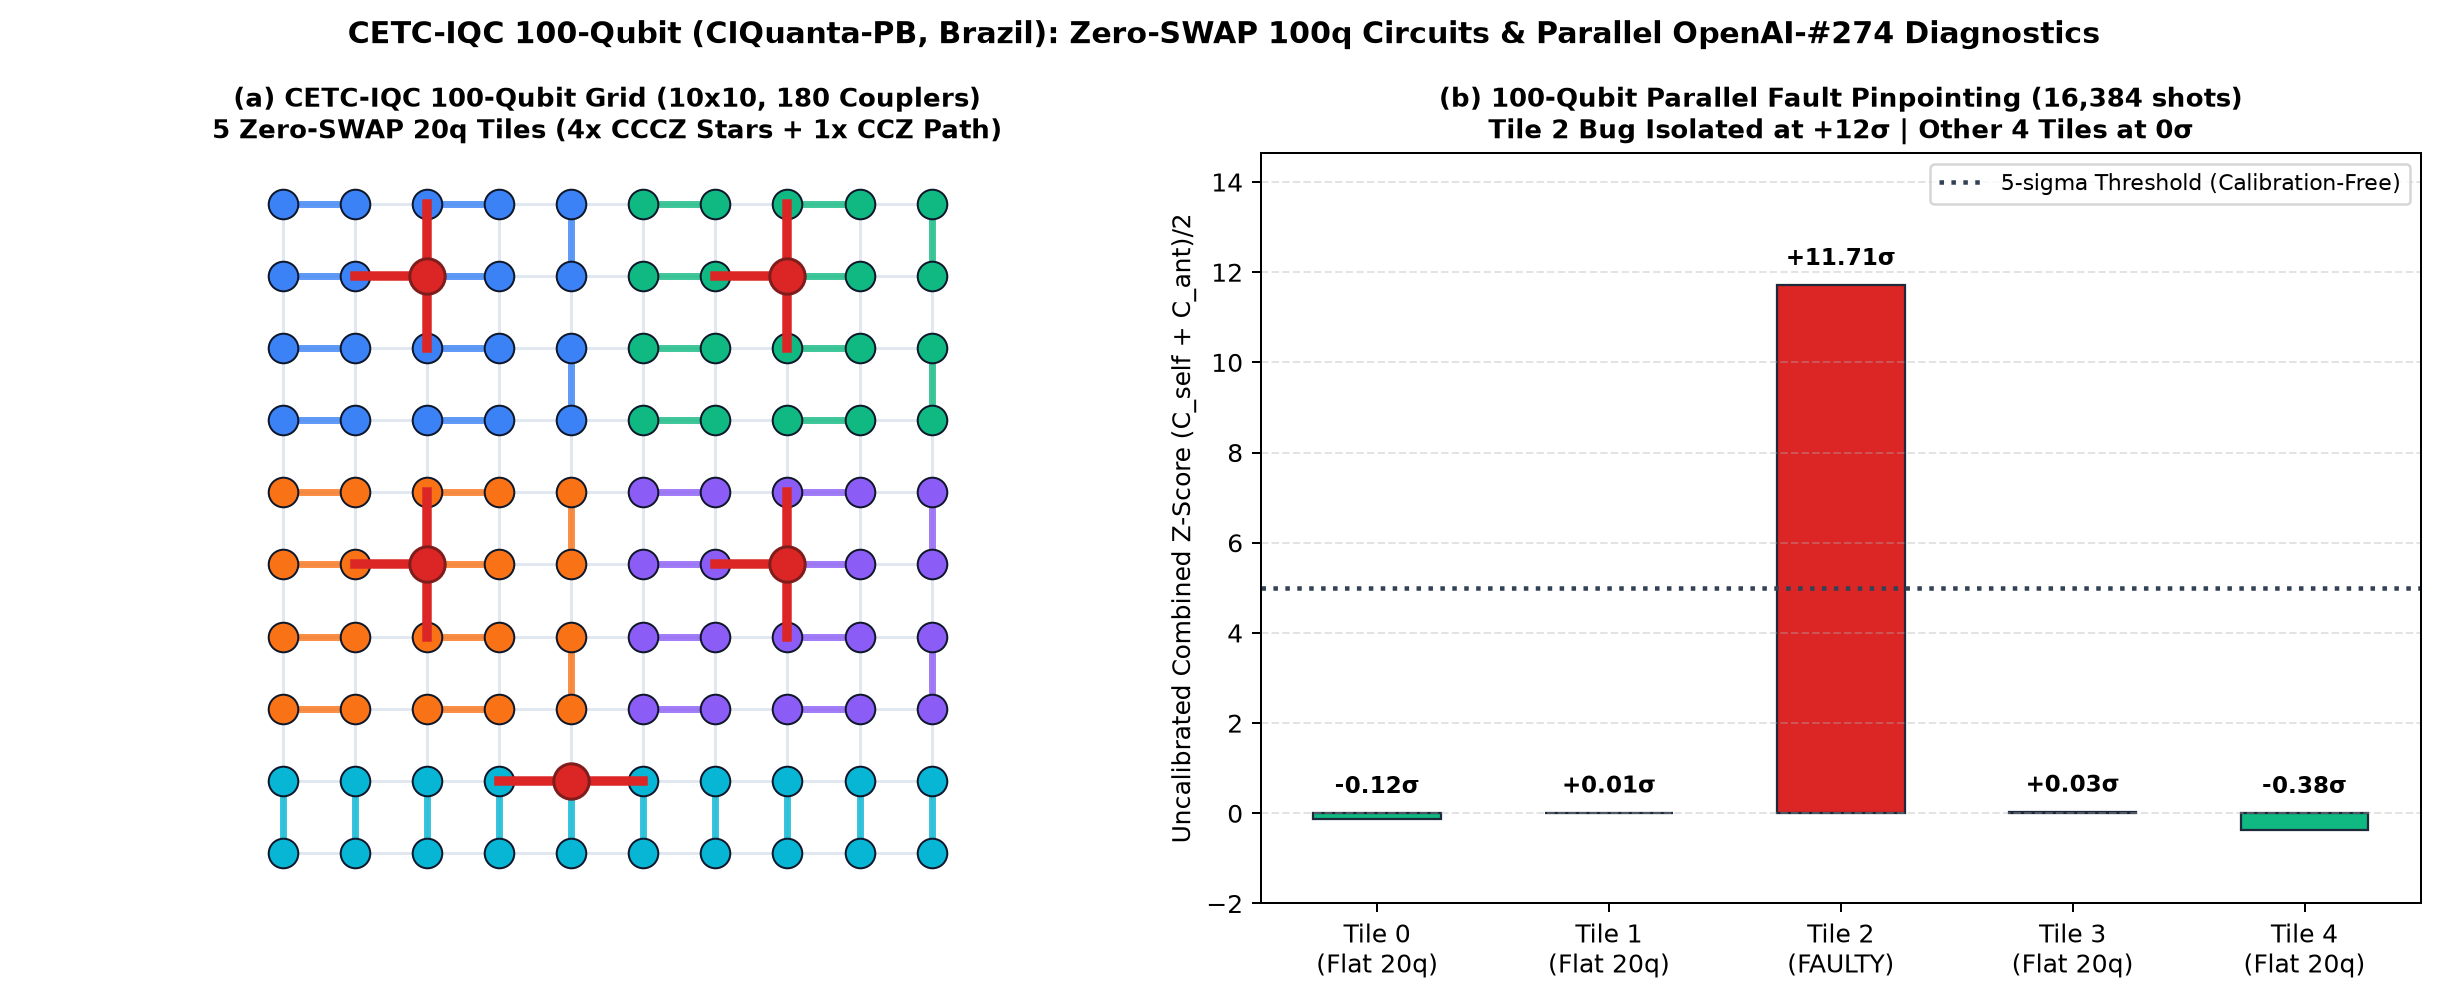 CETC-IQC 100-Qubit (CIQuanta-PB, Brazil): Zero-SWAP 100q Circuits & Parallel OpenAI-#274 Diagnostics
(a) CETC-IQC 100-Qubit Grid (10x10, 180 Couplers)
5 Zero-SWAP 20q Tiles (4x CCCZ Stars + 1x CCZ Path)
(b) 100-Qubit Parallel Fault Pinpointing (16,384 shots)
Tile 2 Bug Isolated at +12σ | Other 4 Tiles at 0σ
Uncalibrated Combined Z-Score (C_self + C_ant)/2
14
12
10
8
6
4
2
0
−2
5-sigma Threshold (Calibration-Free)
-0.12σ
+0.01σ
+11.71σ
+0.03σ
-0.38σ
Tile 0
(Flat 20q)
Tile 1
(Flat 20q)
Tile 2
(FAULTY)
Tile 3
(Flat 20q)
Tile 4
(Flat 20q)